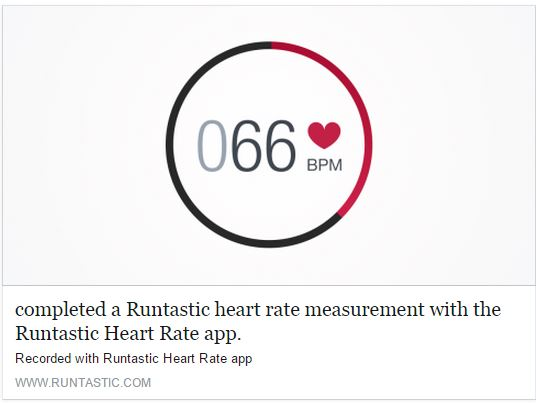 066
BPM
completed a Runtastic heart rate measurement with the
Runtastic Heart Rate app.
Recorded with Runtastic Heart Rate app
WWW.RUNTASTIC.COM